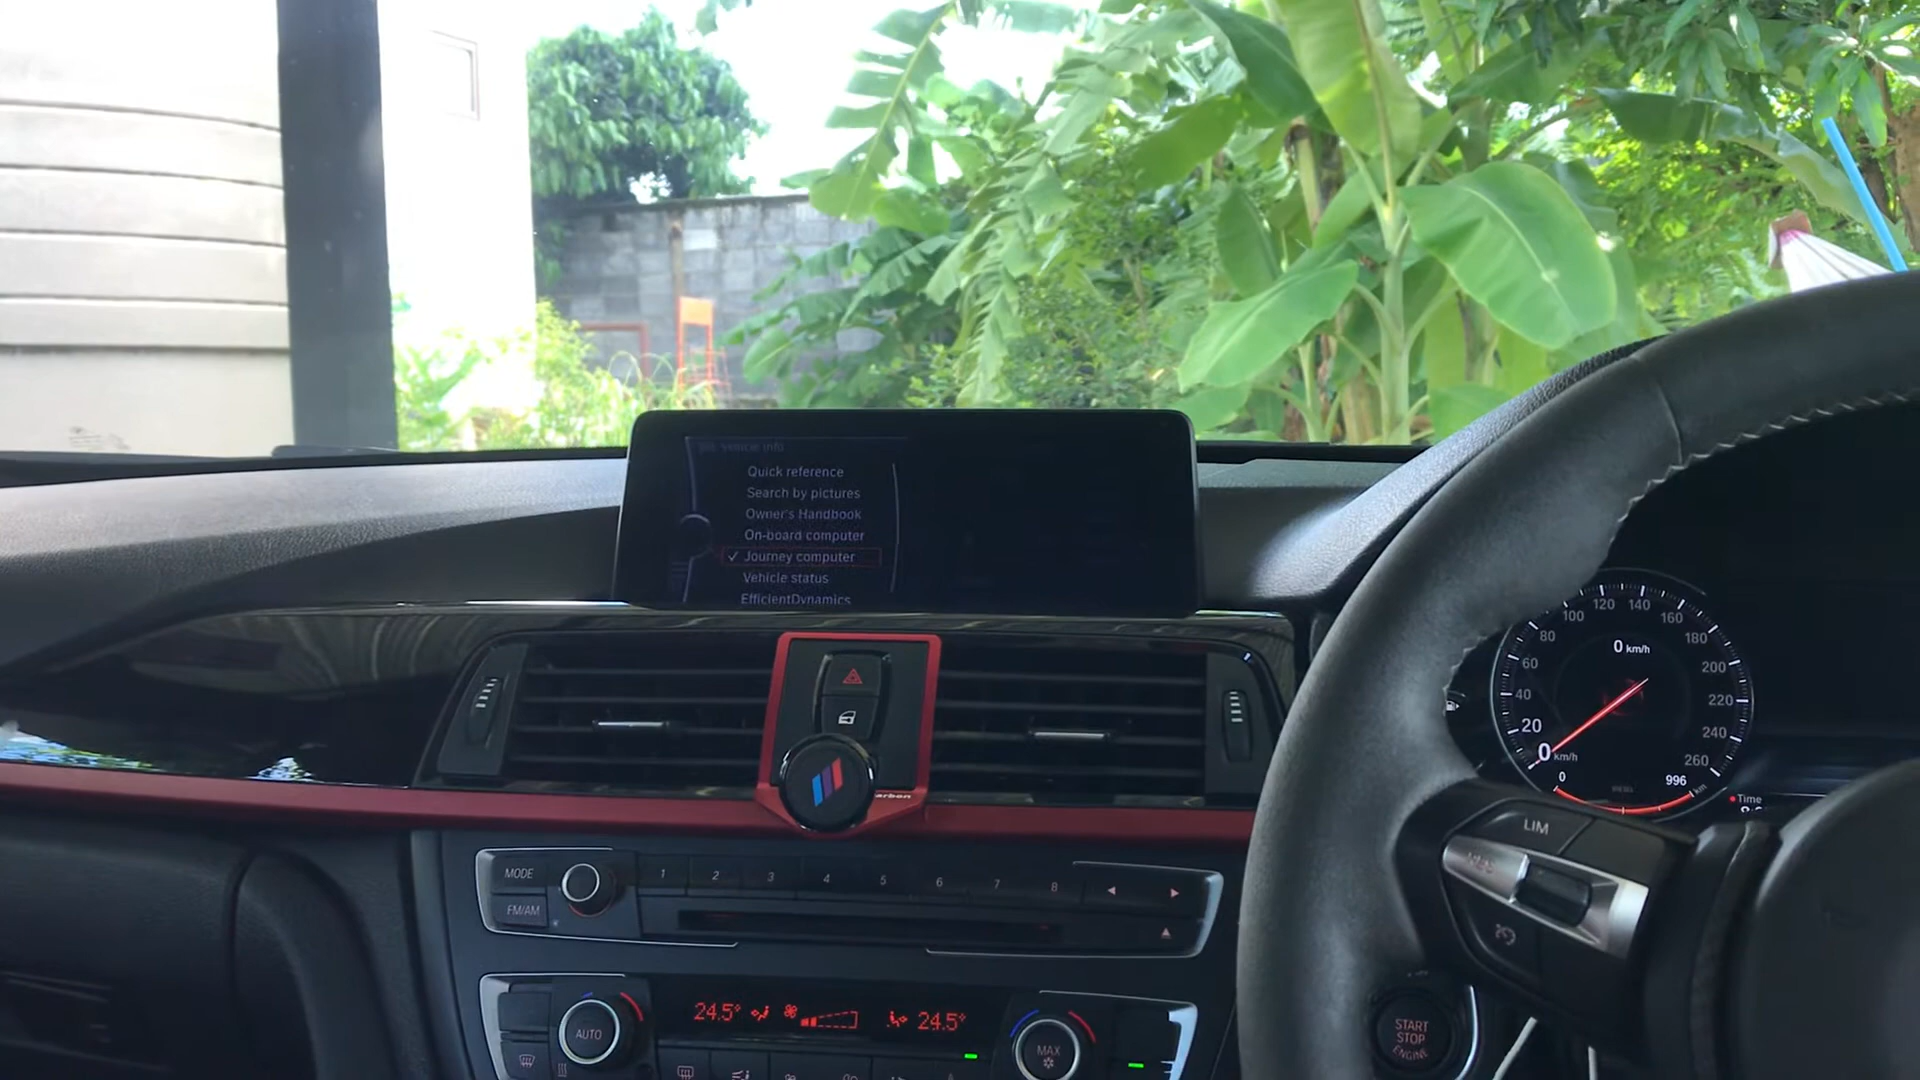 Vehicle info
Quick reference
Search by pictures
Owner's Handbook
On-board computer
✓ Journey computer
Vehicle status
EfficientDynamics
0 km/h
0
20
40
60
80
100
120
140
160
180
200
220
240
260
km/h
0
996
km
Time
LIM
RES
arbon
MODE
FM/AM
1
2
3
4
5
6
7
8
AUTO
24.5°
24.5°
MAX
START
STOP
ENGINE